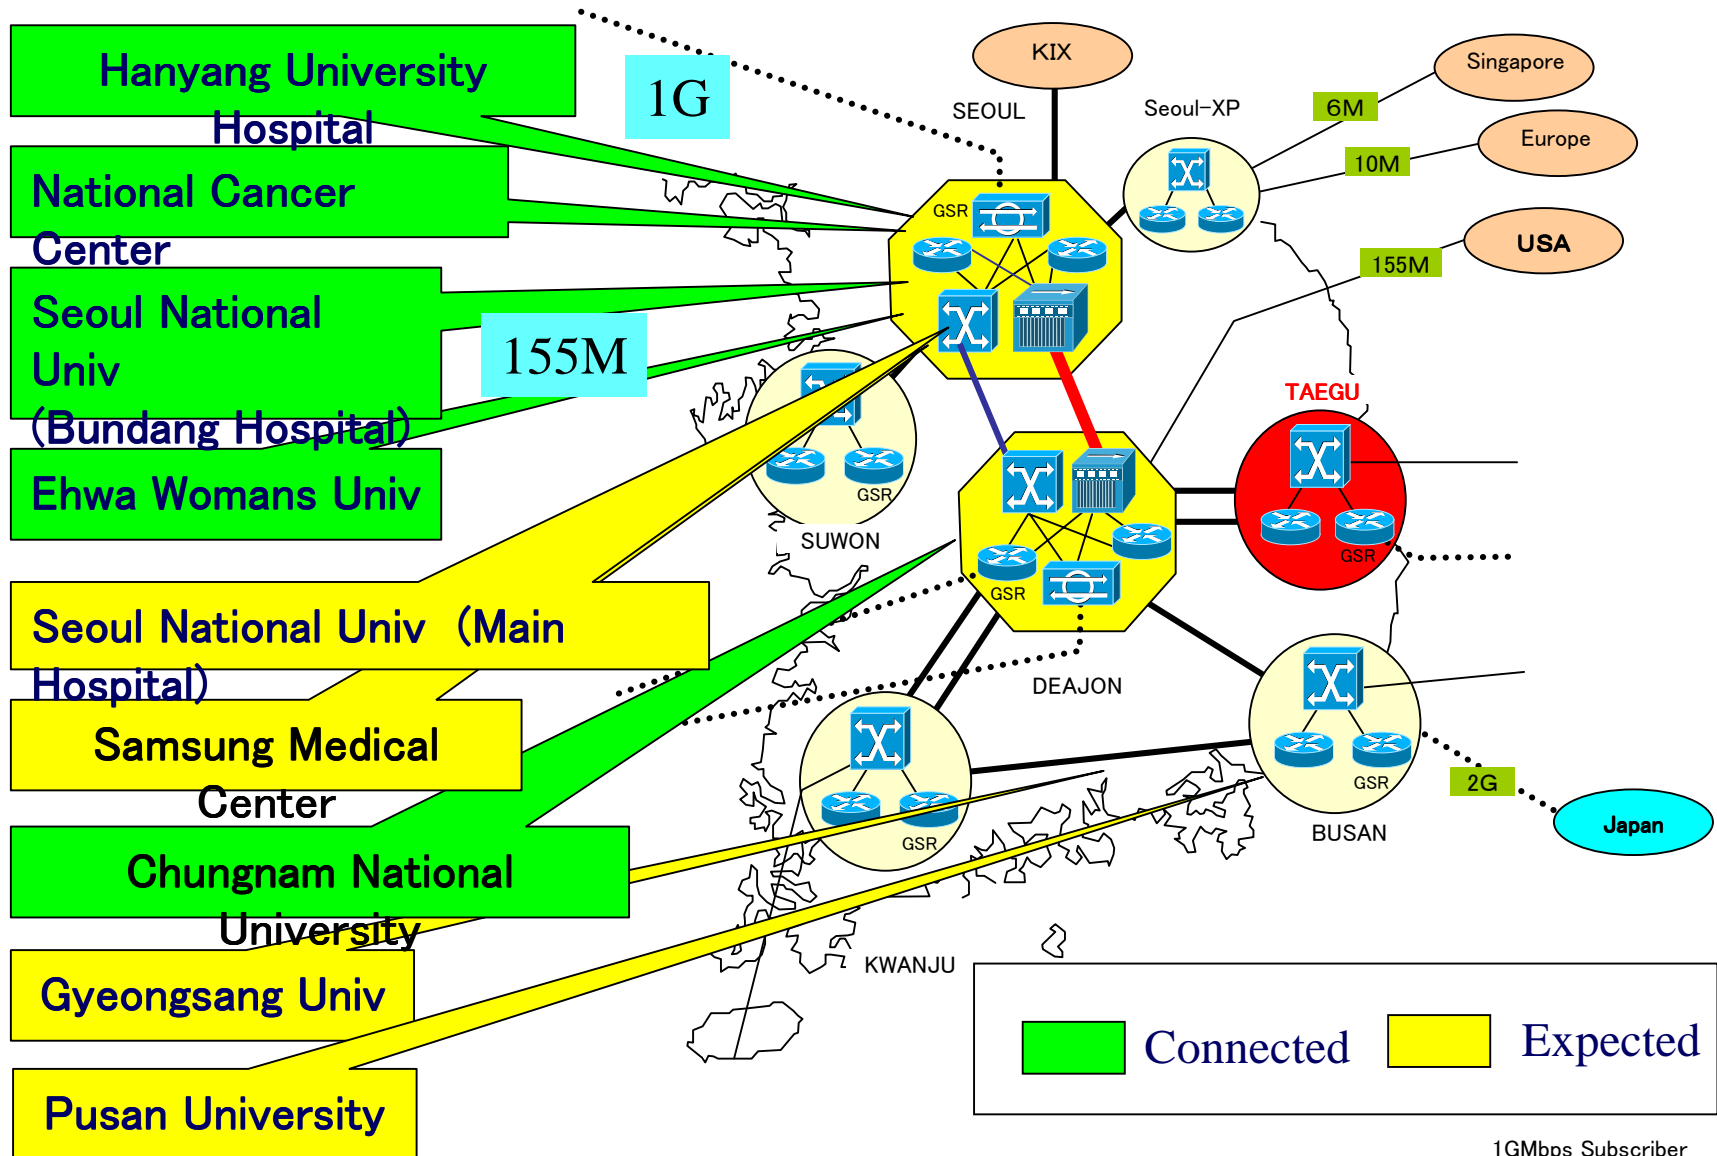 Hanyang University
Hospital
National Cancer
Center
Seoul National
Univ
(Bundang Hospital)
Ehwa Womans Univ
Seoul National Univ (Main
Hospital)
Samsung Medical
Center
Chungnam National
University
Gyeongsang Univ
Pusan University
1G
155M
KIX
SEOUL
Seoul-XP
Singapore
6M
Europe
10M
USA
155M
GSR
TAEGU
GSR
SUWON
GSR
GSR
DEAJON
GSR
BUSAN
2G
Japan
GSR
KWANJU
Connected
Expected
1GMbps Subscriber